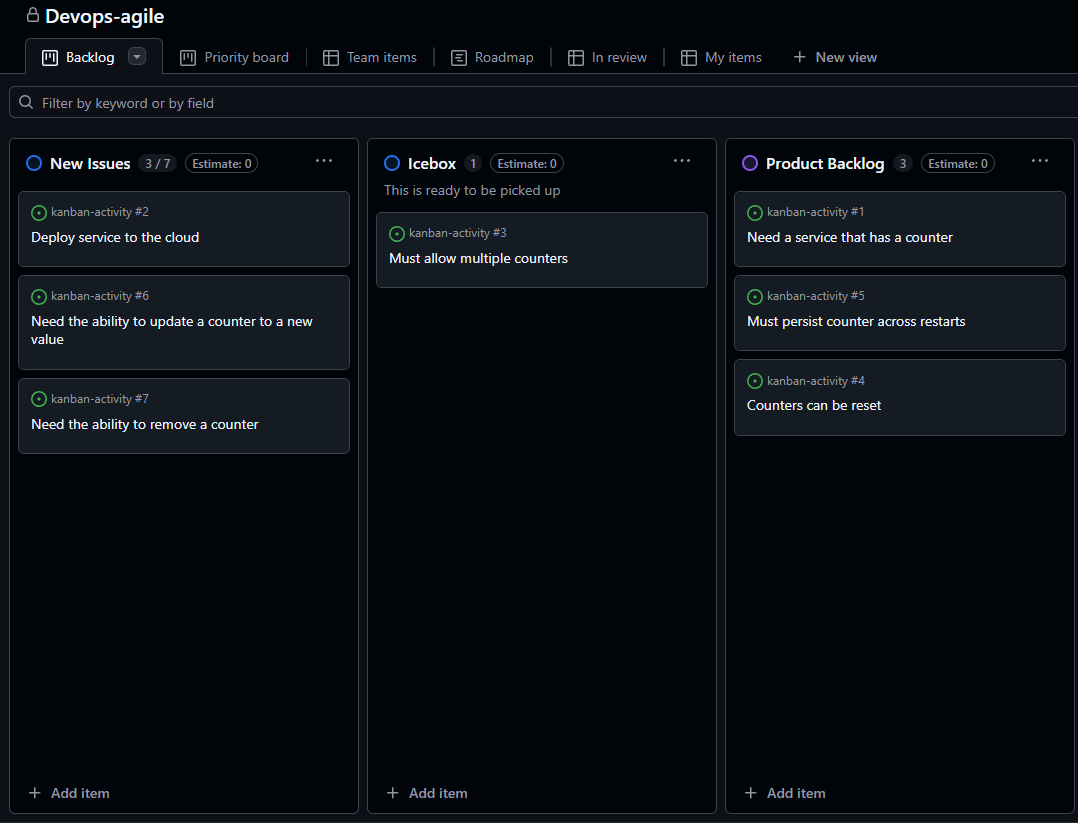 Devops-agile
Backlog
Priority board
Team items
Roadmap
In review
My items
New view
Filter by keyword or by field
New Issues 3 / 7 Estimate: 0
kanban-activity #2
Deploy service to the cloud
kanban-activity #6
Need the ability to update a counter to a new
value
kanban-activity #7
Need the ability to remove a counter
Add item
Icebox 1 Estimate: 0
This is ready to be picked up
kanban-activity #3
Must allow multiple counters
Add item
Product Backlog 3 Estimate: 0
kanban-activity #1
Need a service that has a counter
kanban-activity #5
Must persist counter across restarts
kanban-activity #4
Counters can be reset
Add item